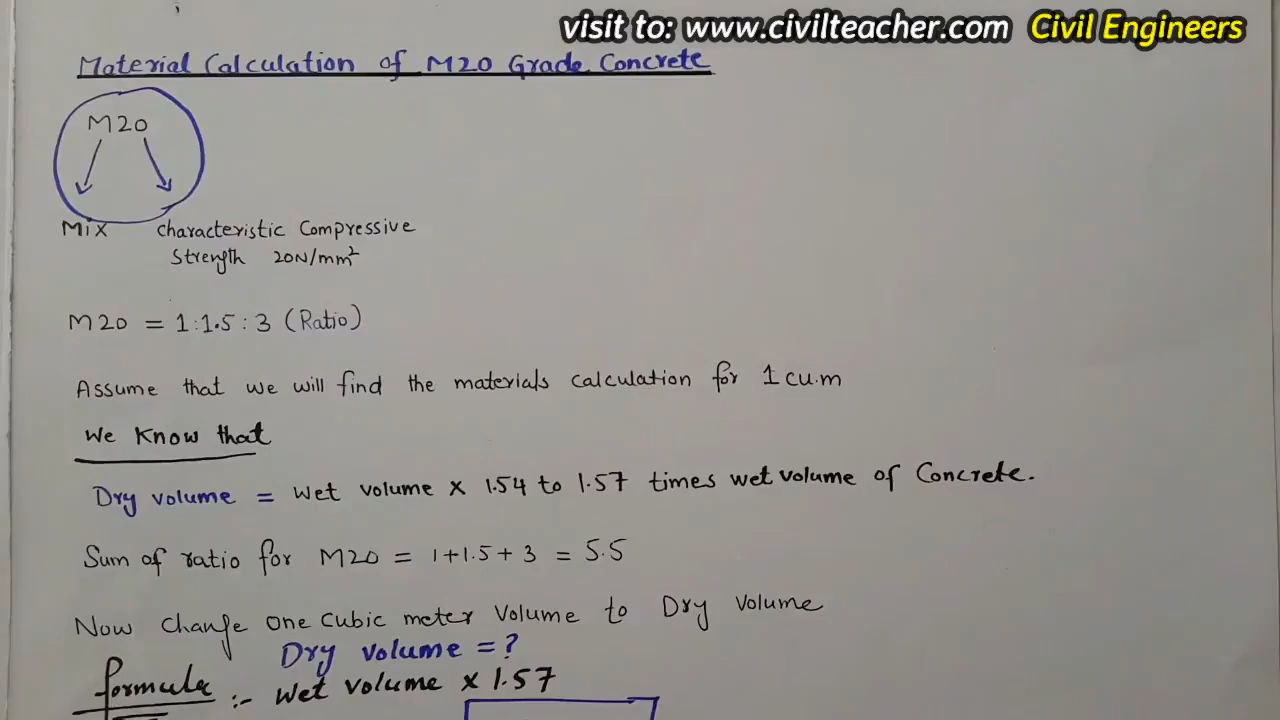 visit to: www.civilteacher.com Civil Engineers
Material Calculation of M20 Grade Concrete
M20
Mix characteristic Compressive
Strength 20N/mm²
M20 = 1:1.5:3 (Ratio)
Assume that we will find the materials calculation for 1 cu.m
We Know that
Dry volume = Wet volume × 1.54 to 1.57 times wet volume of Concrete.
Sum of ratio for M20 = 1+1.5+3 = 5.5
Now Change one Cubic meter Volume to Dry Volume
Dry volume = ?
formula :- Wet volume × 1.57